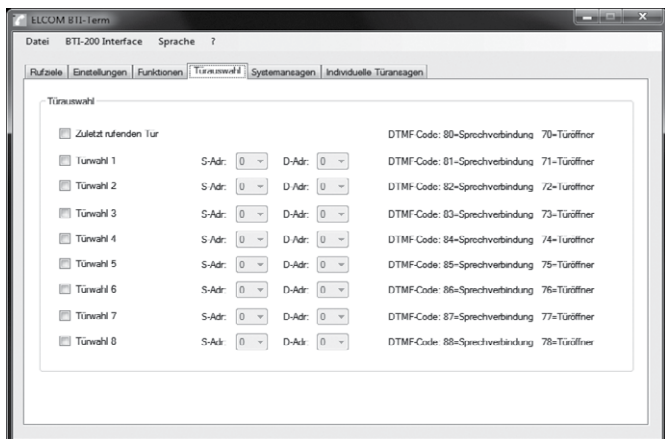 ELCOM BTI-Term
Datei BTI-200 Interface Sprache ?
Rufziele Einstellungen Funktionen Türauswahl Systemansagen Individuelle Türansagen
Türauswahl
Zuletzt rufenden Tür DTMF-Code: 80=Sprechverbindung 70=Türöffner
Türwahl 1 S-Adr: 0 D-Adr: 0 DTMF-Code: 81=Sprechverbindung 71=Türöffner
Türwahl 2 S-Adr: 0 D-Adr: 0 DTMF-Code: 82=Sprechverbindung 72=Türöffner
Türwahl 3 S-Adr: 0 D-Adr: 0 DTMF-Code: 83=Sprechverbindung 73=Türöffner
Türwahl 4 S-Adr: 0 D-Adr: 0 DTMF-Code: 84=Sprechverbindung 74=Türöffner
Türwahl 5 S-Adr: 0 D-Adr: 0 DTMF-Code: 85=Sprechverbindung 75=Türöffner
Türwahl 6 S-Adr: 0 D-Adr: 0 DTMF-Code: 86=Sprechverbindung 76=Türöffner
Türwahl 7 S-Adr: 0 D-Adr: 0 DTMF-Code: 87=Sprechverbindung 77=Türöffner
Türwahl 8 S-Adr: 0 D-Adr: 0 DTMF-Code: 88=Sprechverbindung 78=Türöffner